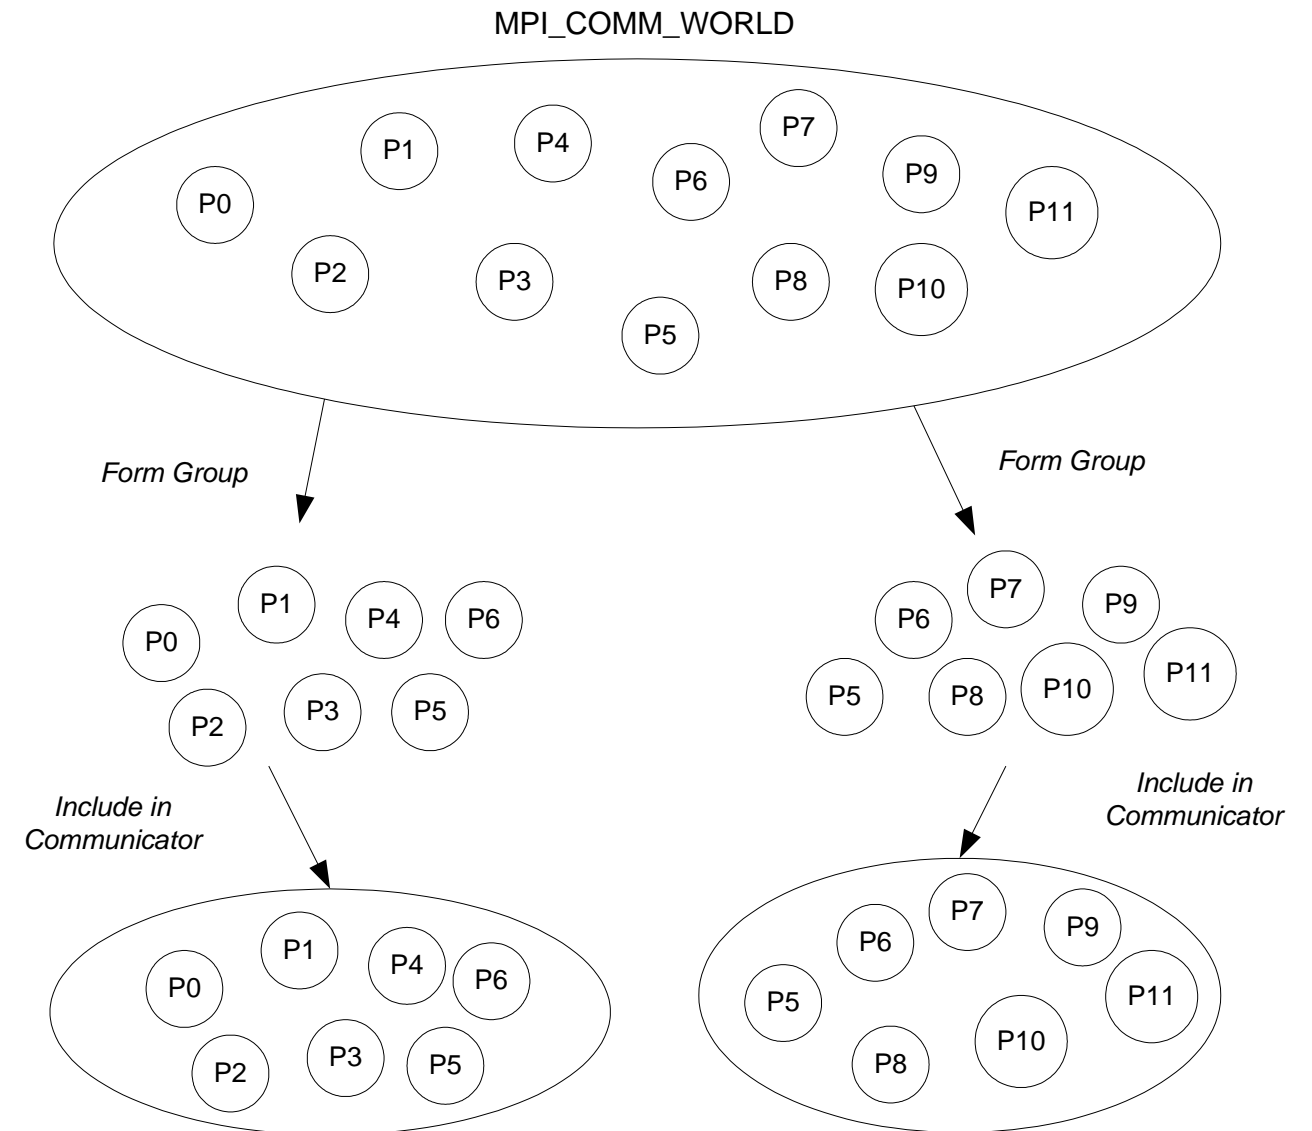 MPI_COMM_WORLD
P7
P4
P1
P9
P6
P0
P11
P2
P3
P8
P10
P5
Form Group
Form Group
P7
P1
P9
P4
P6
P6
P0
P11
P10
P5
P8
P3
P5
P2
Include in
Communicator
Include in
Communicator
P7
P9
P6
P1
P4
P6
P0
P11
P5
P10
P3
P5
P8
P2